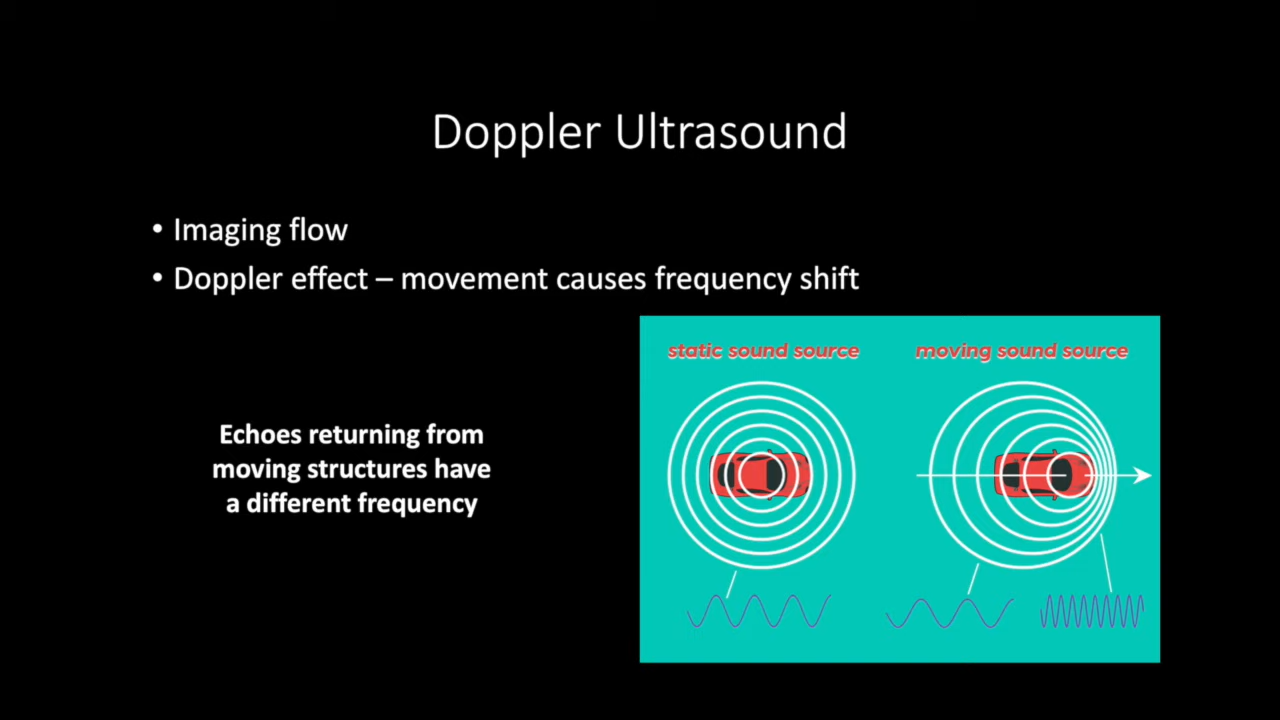 Doppler Ultrasound
• Imaging flow
• Doppler effect – movement causes frequency shift
Echoes returning from
moving structures have
a different frequency
static sound source
moving sound source